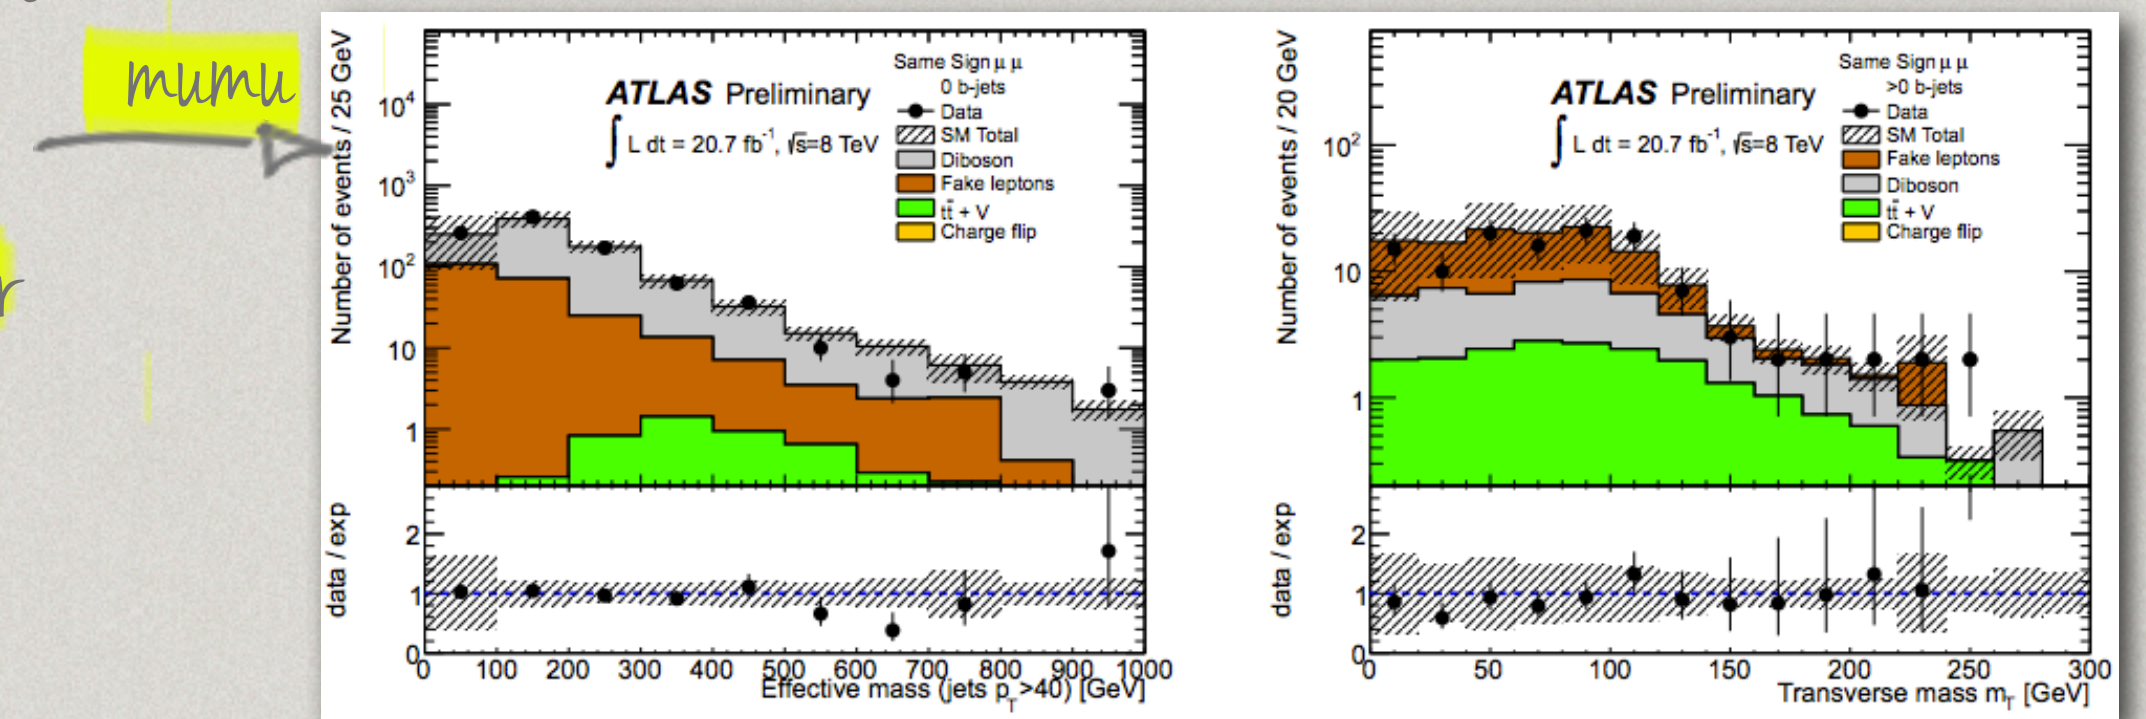 mumu
r
Number of events / 25 GeV
Same Sign μ μ
0 b-jets
ATLAS Preliminary
∫ L dt = 20.7 fb⁻¹, √s=8 TeV
Data
SM Total
Diboson
Fake leptons
tt̄ + V
Charge flip
10⁴
10³
10²
10
1
data / exp
2
1
0
0 100 200 300 400 500 600 700 800 900 1000
Effective mass (jets p_T>40) [GeV]
Number of events / 20 GeV
Same Sign μ μ
>0 b-jets
ATLAS Preliminary
∫ L dt = 20.7 fb⁻¹, √s=8 TeV
Data
SM Total
Fake leptons
Diboson
tt̄ + V
Charge flip
10²
10
1
data / exp
2
1
0
0 50 100 150 200 250 300
Transverse mass m_T [GeV]